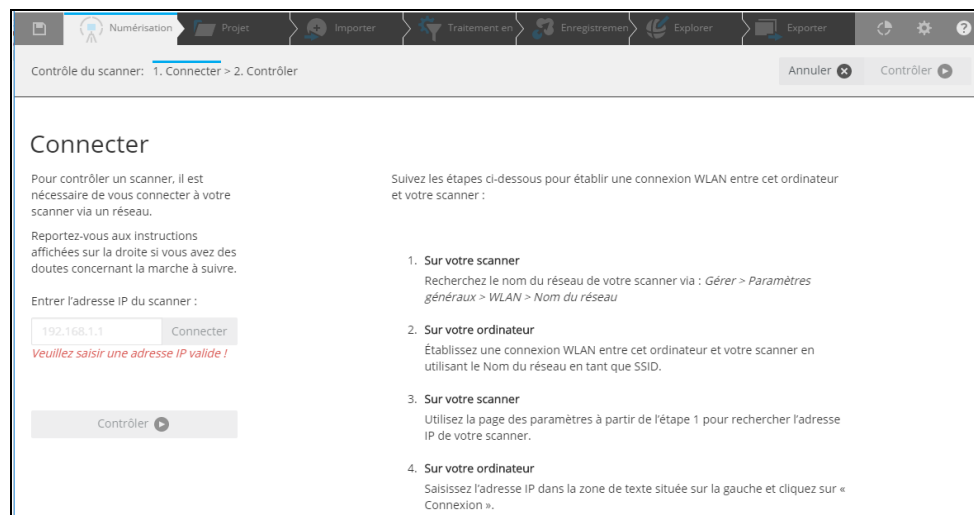 Numérisation Projet Importer Traitement en Enregistremen Explorer Exporter
Contrôle du scanner: 1. Connecter > 2. Contrôler
Annuler Contrôler
Connecter
Pour contrôler un scanner, il est
nécessaire de vous connecter à votre
scanner via un réseau.
Reportez-vous aux instructions
affichées sur la droite si vous avez des
doutes concernant la marche à suivre.
Entrer l'adresse IP du scanner :
192.168.1.1 Connecter
Veuillez saisir une adresse IP valide !
Contrôler
Suivez les étapes ci-dessous pour établir une connexion WLAN entre cet ordinateur
et votre scanner :
1. Sur votre scanner
Recherchez le nom du réseau de votre scanner via : Gérer > Paramètres
généraux > WLAN > Nom du réseau
2. Sur votre ordinateur
Établissez une connexion WLAN entre cet ordinateur et votre scanner en
utilisant le Nom du réseau en tant que SSID.
3. Sur votre scanner
Utilisez la page des paramètres à partir de l'étape 1 pour rechercher l'adresse
IP de votre scanner.
4. Sur votre ordinateur
Saisissez l'adresse IP dans la zone de texte située sur la gauche et cliquez sur «
Connexion ».